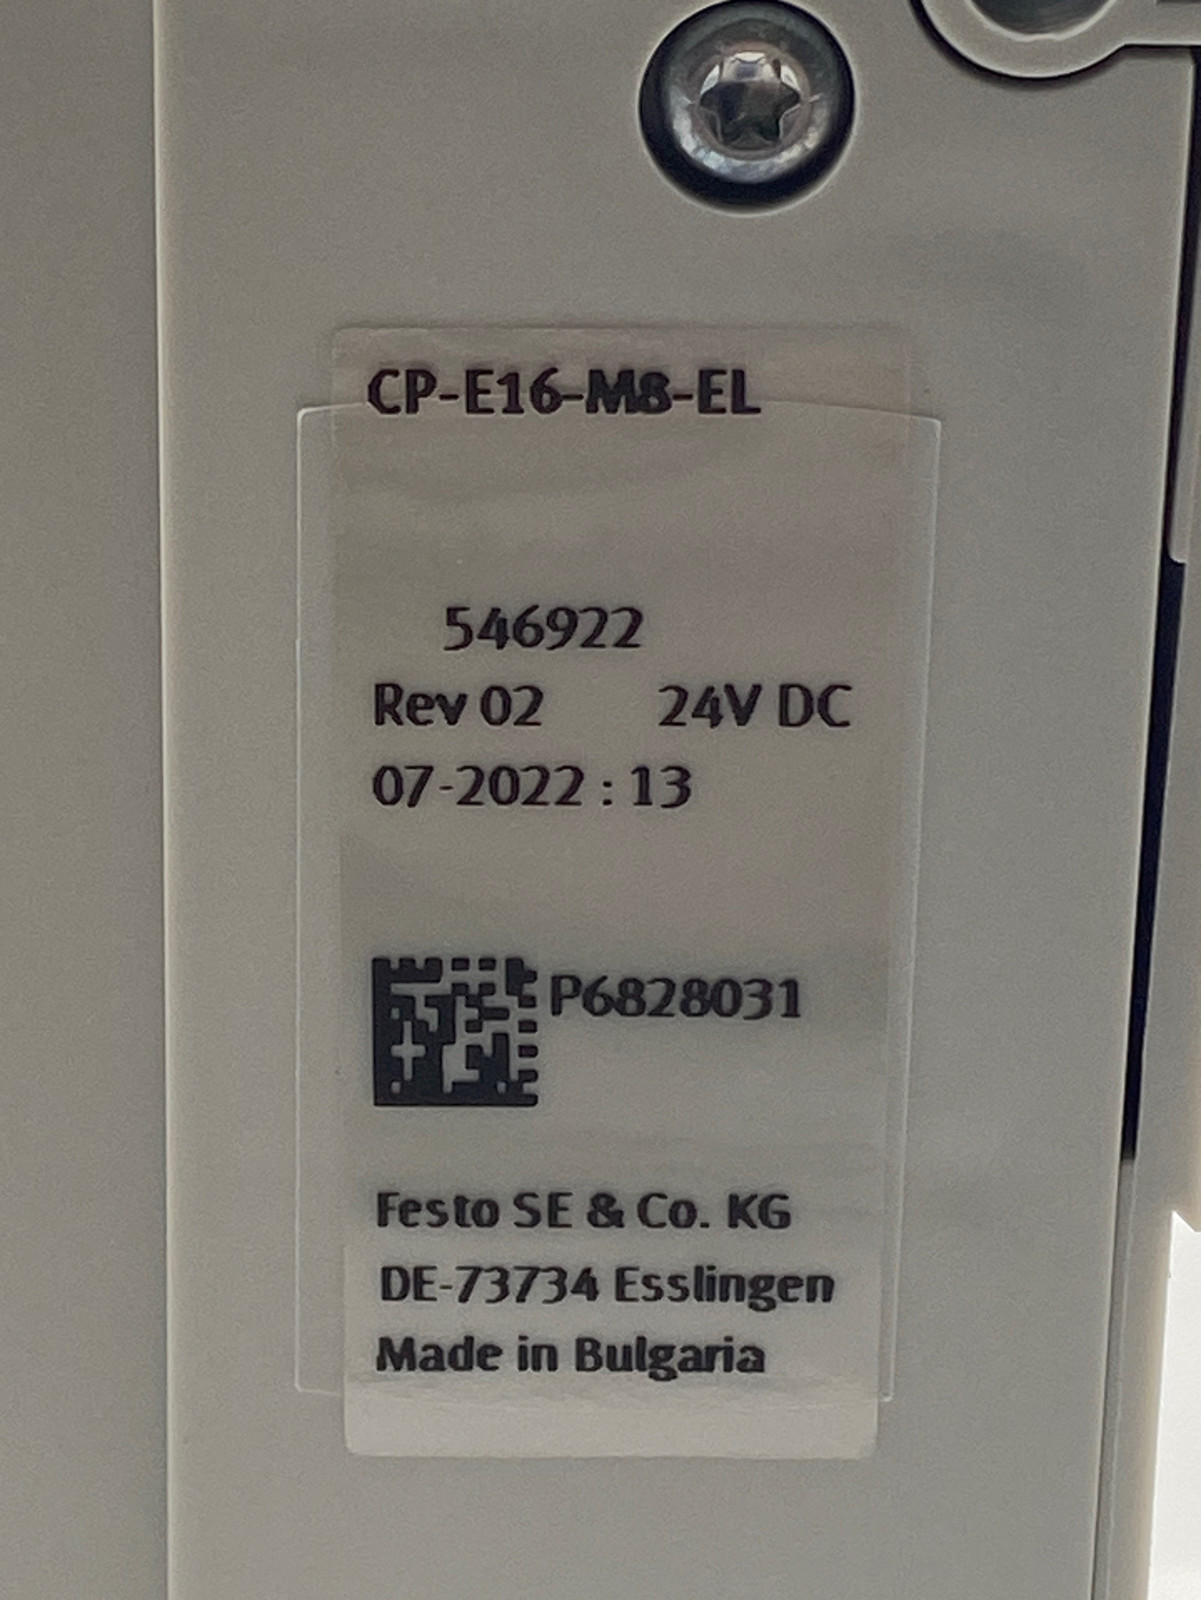 CP-E16-M8-EL
546922
Rev 02 24V DC
07-2022 : 13
P6828031
Festo SE & Co. KG
DE-73734 Esslingen
Made in Bulgaria